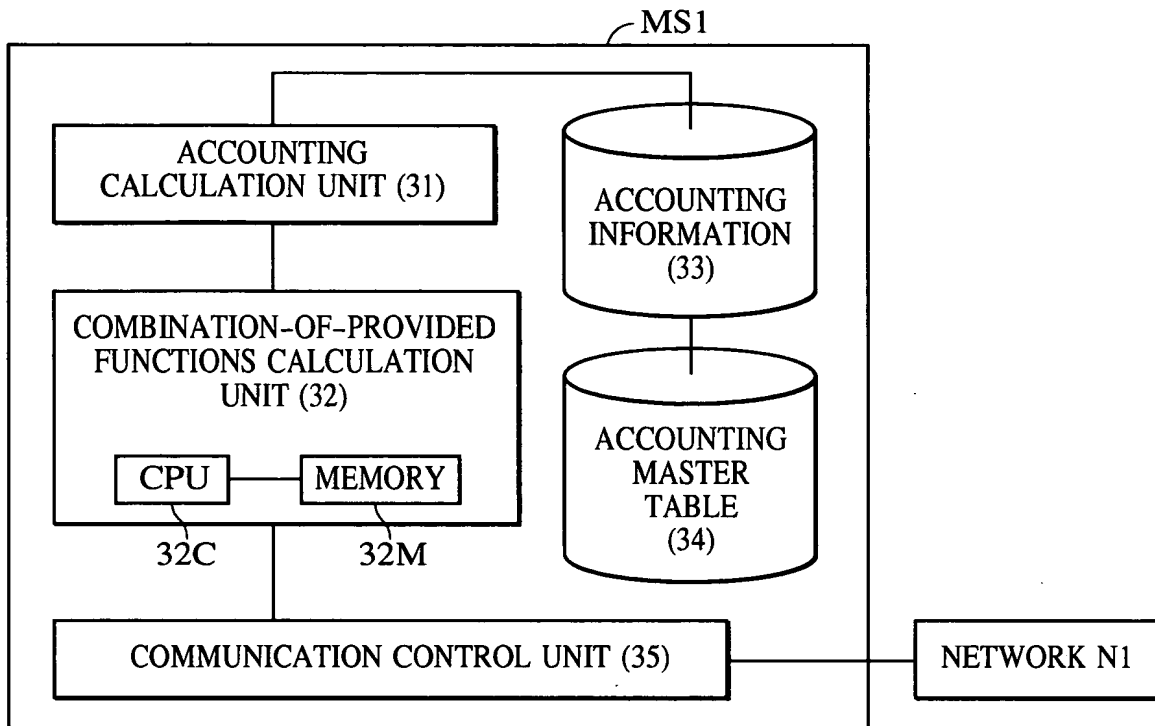 MS1
ACCOUNTING
CALCULATION UNIT (31)
ACCOUNTING
INFORMATION
(33)
COMBINATION-OF-PROVIDED
FUNCTIONS CALCULATION
UNIT (32)
CPU
MEMORY
32C
32M
ACCOUNTING
MASTER
TABLE
(34)
COMMUNICATION CONTROL UNIT (35)
NETWORK N1